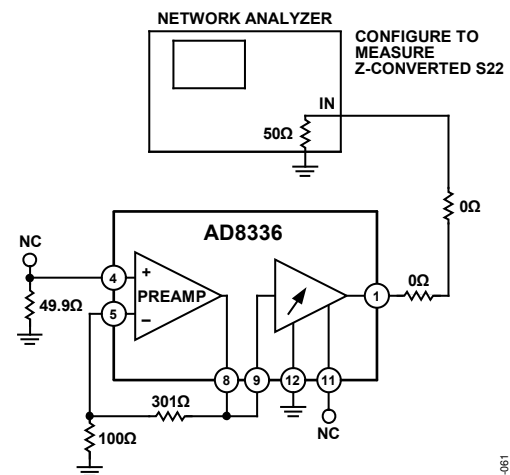 NETWORK ANALYZER
CONFIGURE TO
MEASURE
Z-CONVERTED S22
IN
50Ω
0Ω
NC
AD8336
0Ω
4
+
PREAMP
1
49.9Ω
5
–
8
9
12
11
301Ω
100Ω
NC
-061